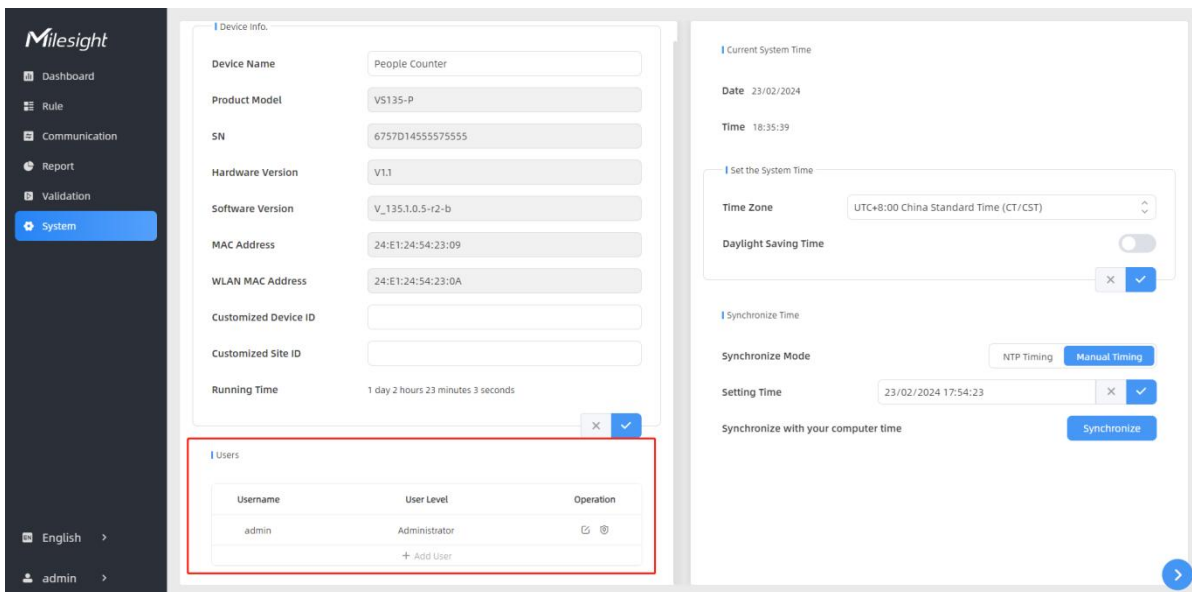 Milesight
Dashboard
Rule
Communication
Report
Validation
System
EN English
admin
Device Info.
Device Name People Counter
Product Model VS135-P
SN 6757D14555575555
Hardware Version V1.1
Software Version V_135.1.0.5-r2-b
MAC Address 24:E1:24:54:23:09
WLAN MAC Address 24:E1:24:54:23:0A
Customized Device ID
Customized Site ID
Running Time 1 day 2 hours 23 minutes 3 seconds
Users
Username User Level Operation
admin Administrator
+ Add User
Current System Time
Date 23/02/2024
Time 18:35:39
Set the System Time
Time Zone UTC+8:00 China Standard Time (CT/CST)
Daylight Saving Time
Synchronize Time
Synchronize Mode NTP Timing Manual Timing
Setting Time 23/02/2024 17:54:23
Synchronize with your computer time Synchronize